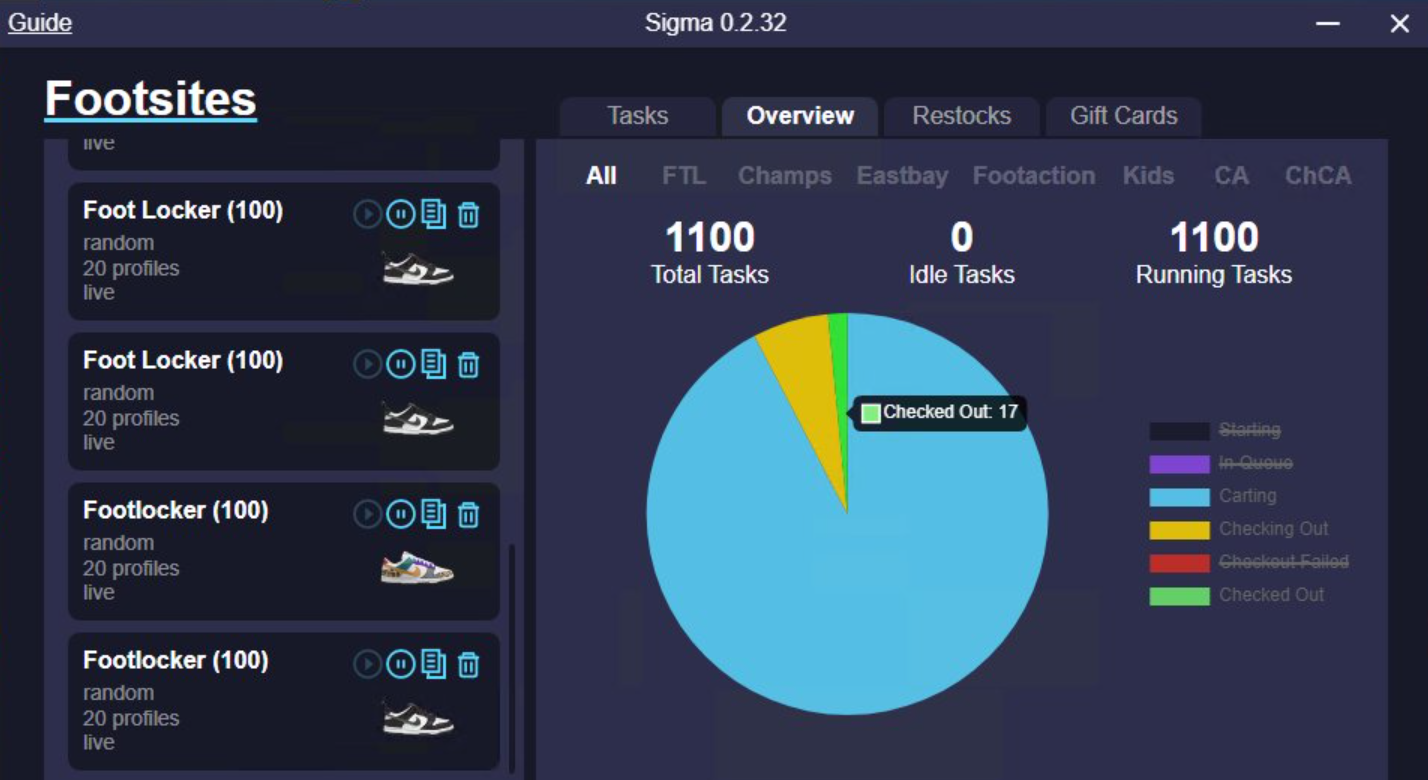 Guide
Sigma 0.2.32
Footsites
Tasks
Overview
Restocks
Gift Cards
live
Foot Locker (100)
random
20 profiles
live
Foot Locker (100)
random
20 profiles
live
Footlocker (100)
random
20 profiles
live
Footlocker (100)
random
20 profiles
live
All
FTL
Champs
Eastbay
Footaction
Kids
CA
ChCA
1100
Total Tasks
0
Idle Tasks
1100
Running Tasks
Checked Out: 17
Starting
In Queue
Carting
Checking Out
Checkout Failed
Checked Out